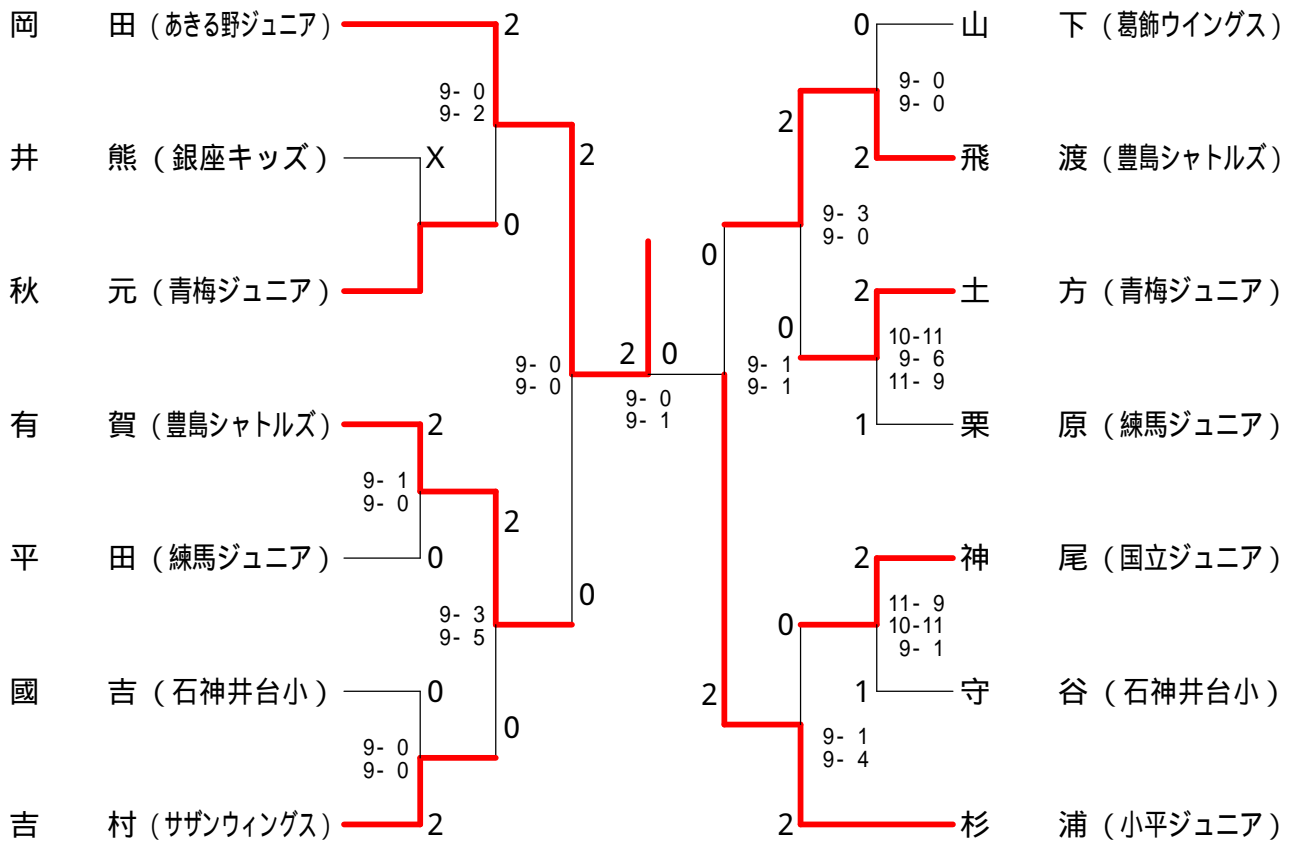 岡 田 (あきる野ジュニア) 2 0 山 下 (葛飾ウイングス)
9- 0 9- 0
9- 2 9- 0
2
井 熊 (銀座キッズ) X 2 2 飛 渡 (豊島シャトルズ)
0 9- 3
9- 0
0
秋 元 (青梅ジュニア) 2 土 方 (青梅ジュニア)
0 10-11
9- 0 2 0 9- 1 9- 6
9- 0 9- 1 11- 9
9- 0
9- 1
有 賀 (豊島シャトルズ) 2 1 栗 原 (練馬ジュニア)
9- 1
9- 0
2
平 田 (練馬ジュニア) 0 2 神 尾 (国立ジュニア)
0
9- 3 0 11- 9
9- 5 10-11
9- 1
國 吉 (石神井台小) 0 2 1 守 谷 (石神井台小)
0
9- 0 9- 1
9- 0 9- 4
吉 村 (サザンウィングス) 2 2 杉 浦 (小平ジュニア)